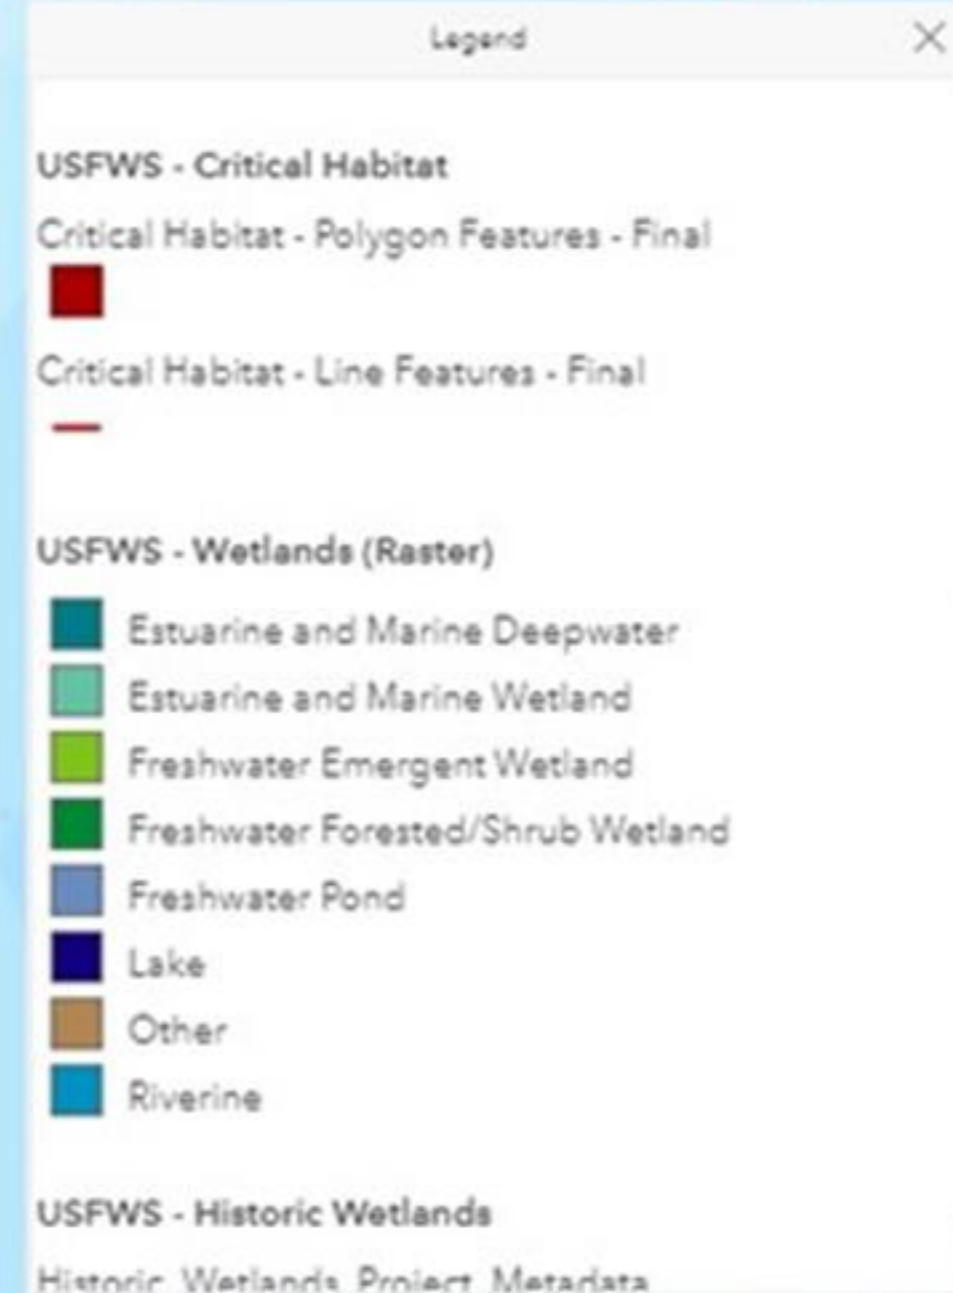 Legend
USFWS - Critical Habitat
Critical Habitat - Polygon Features - Final
Critical Habitat - Line Features - Final
USFWS - Wetlands (Raster)
Estuarine and Marine Deepwater
Estuarine and Marine Wetland
Freshwater Emergent Wetland
Freshwater Forested/Shrub Wetland
Freshwater Pond
Lake
Other
Riverine
USFWS - Historic Wetlands
Historic_Wetlands_Project_Metadata